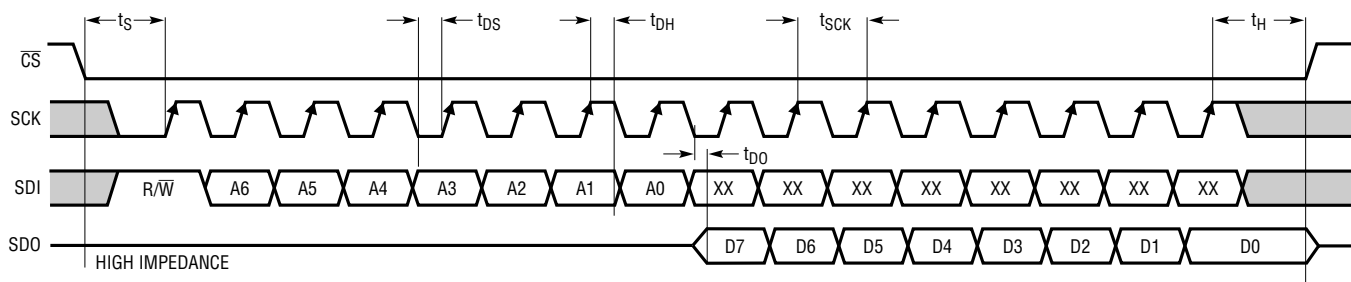 tS tDS tDH tSCK tH
C̅S̅
SCK
tDO
SDI R/W̅ A6 A5 A4 A3 A2 A1 A0 XX XX XX XX XX XX XX XX
SDO D7 D6 D5 D4 D3 D2 D1 D0
HIGH IMPEDANCE